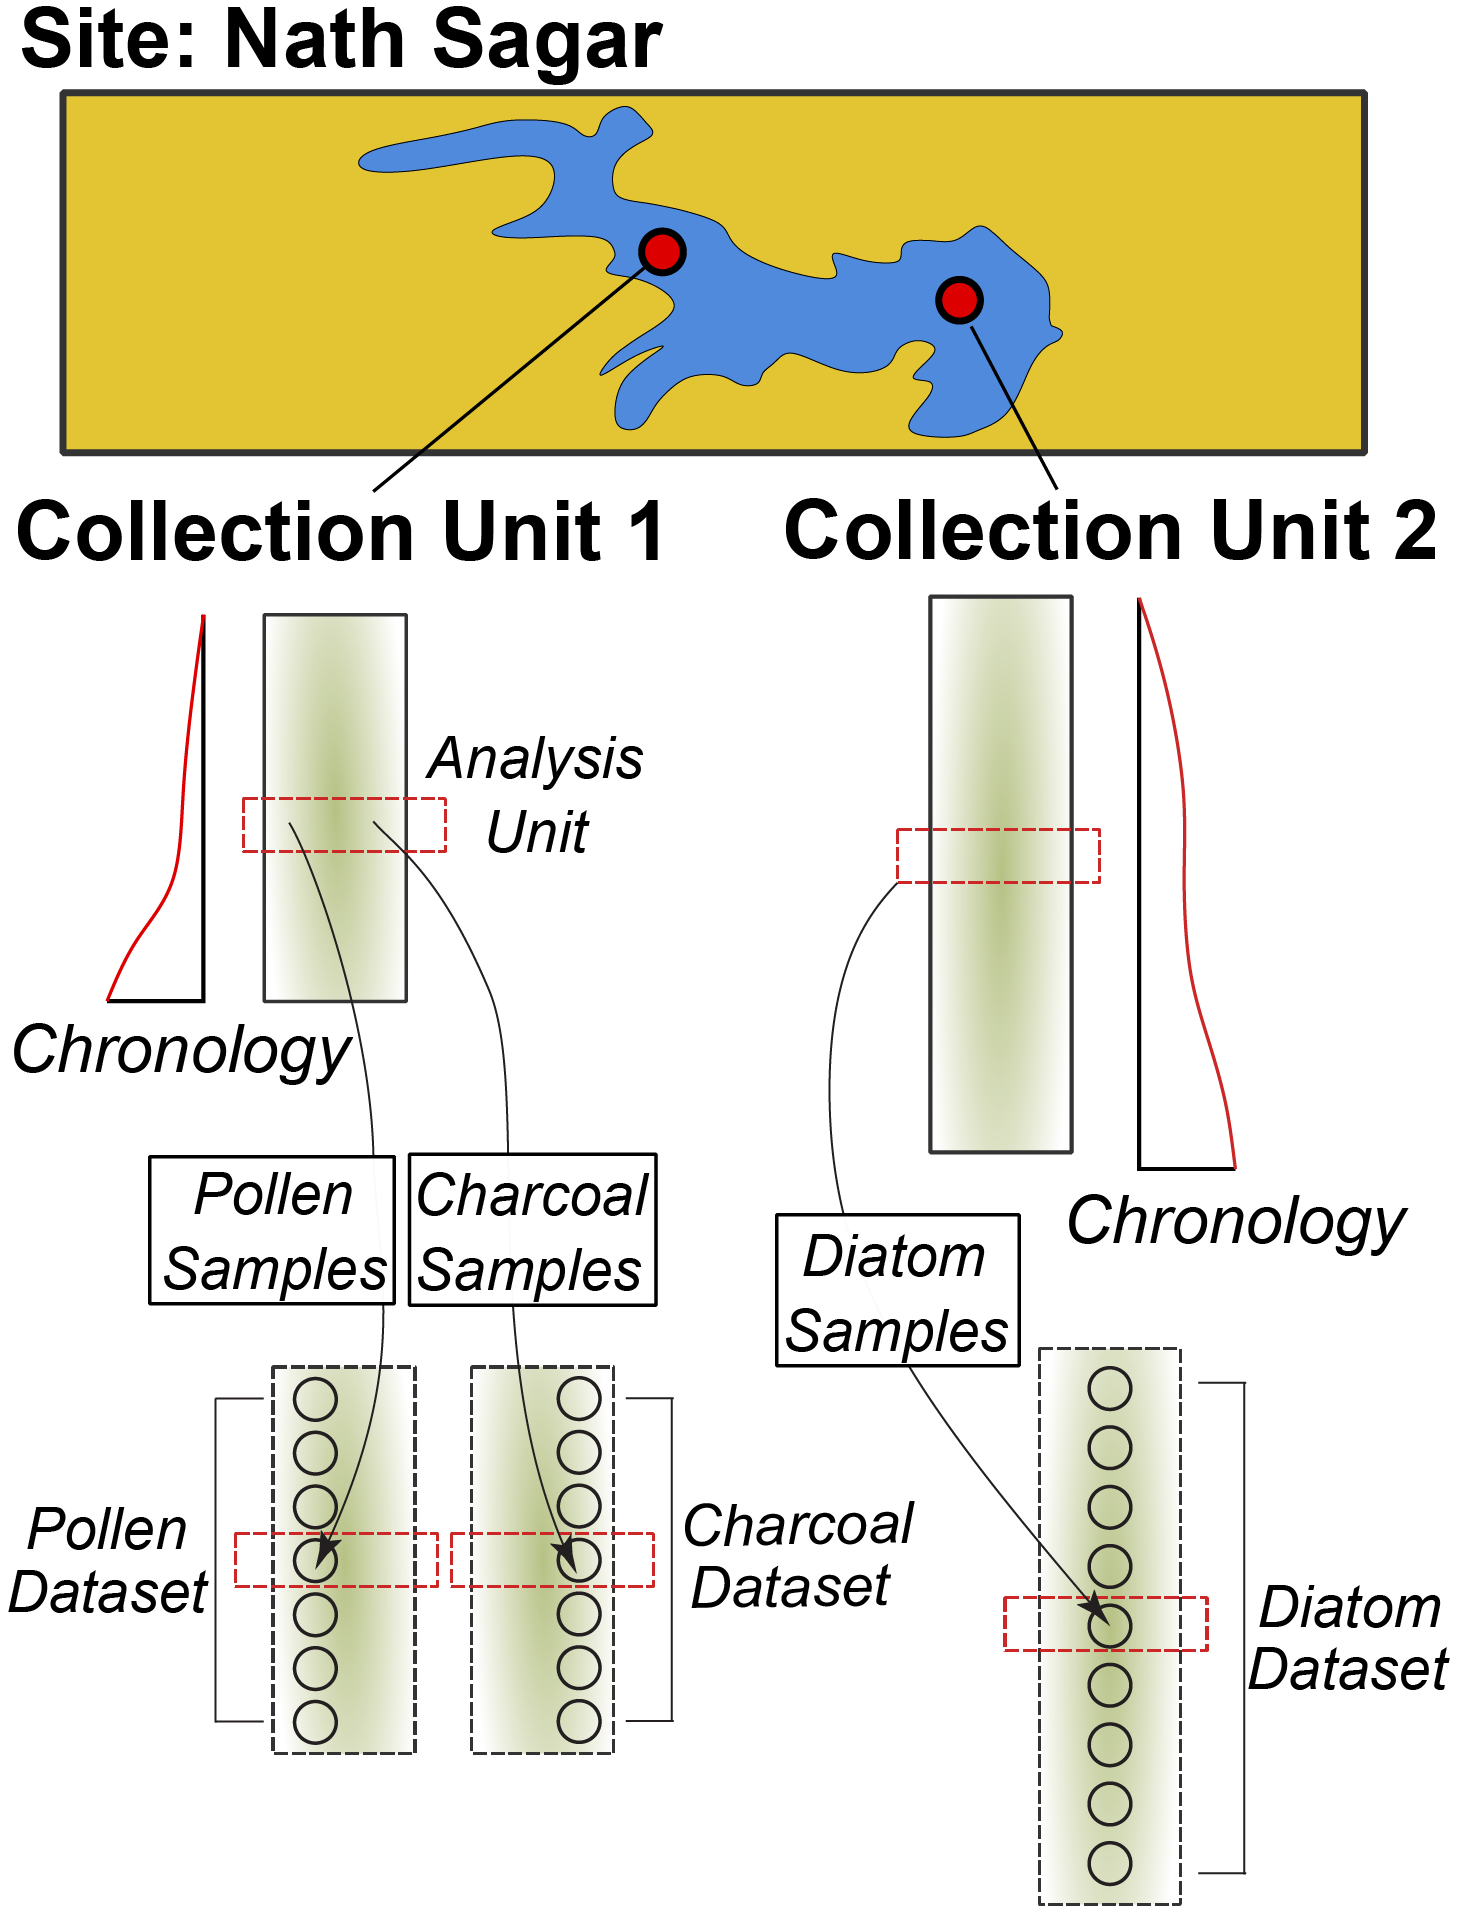 Site: Nath Sagar
Collection Unit 1
Collection Unit 2
Analysis
Unit
Chronology
Chronology
Pollen
Samples
Charcoal
Samples
Diatom
Samples
Pollen
Dataset
Charcoal
Dataset
Diatom
Dataset